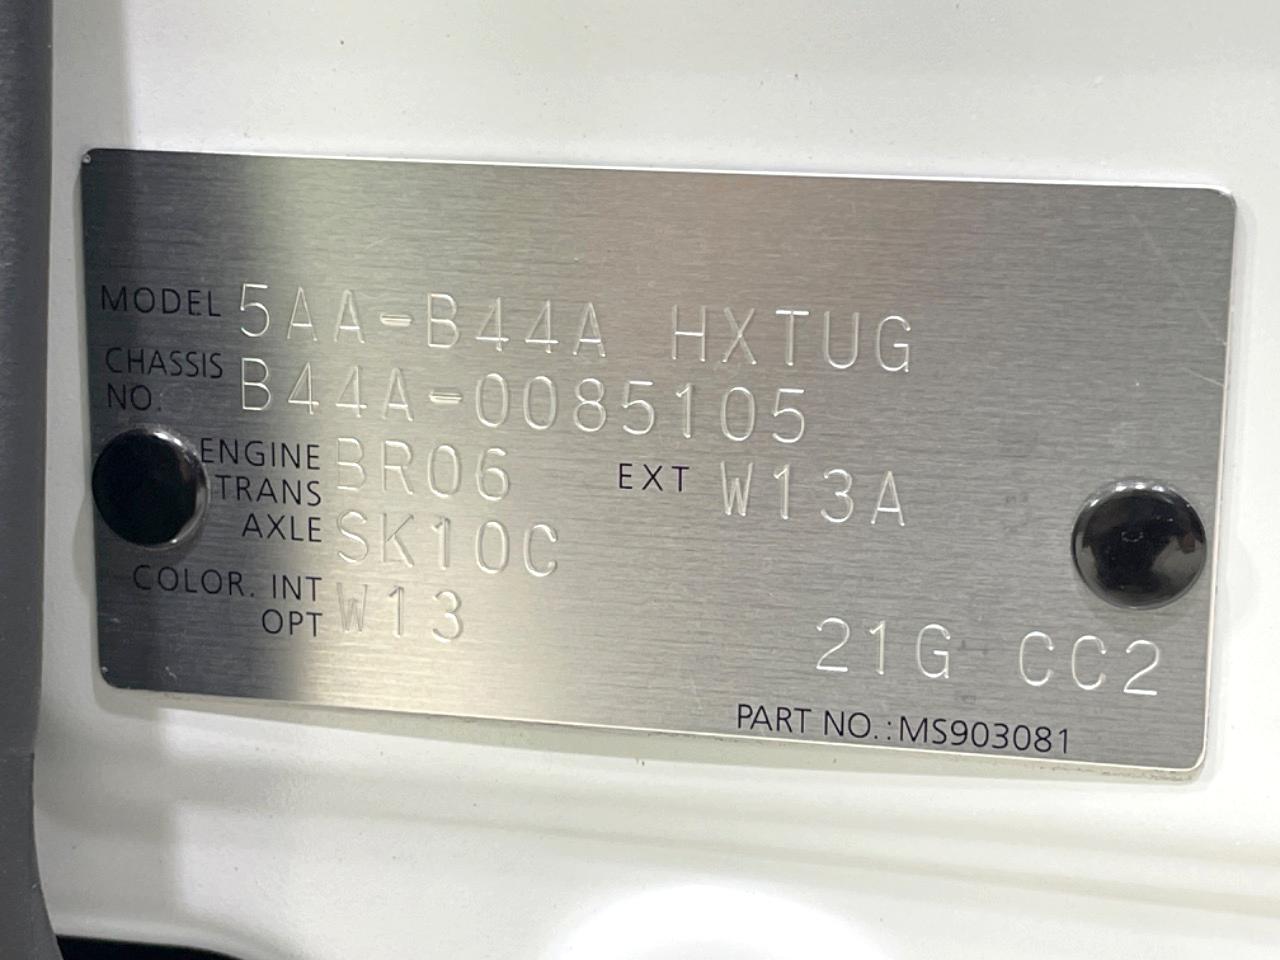 MODEL 5AA-B44A HXTUG
CHASSIS NO. B44A-0085105
ENGINE BR06 EXT W13A
TRANS AXLE SK10C
COLOR. INT OPT W13
21G CC2
PART NO.:MS903081